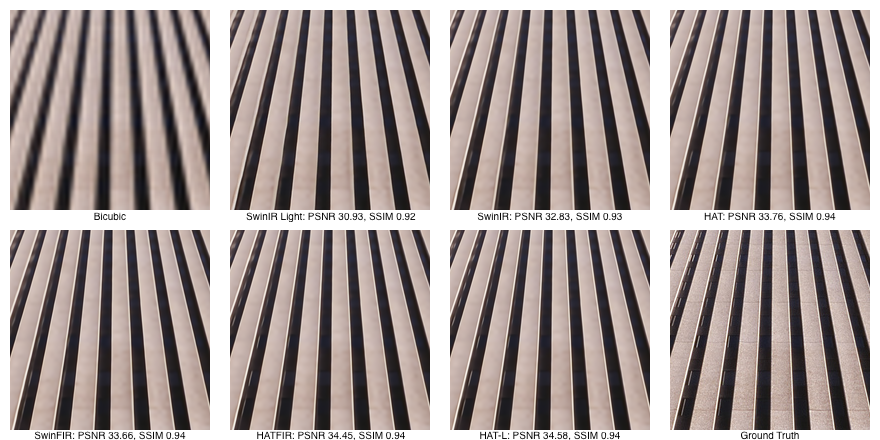 Bicubic
SwinIR Light: PSNR 30.93, SSIM 0.92
SwinIR: PSNR 32.83, SSIM 0.93
HAT: PSNR 33.76, SSIM 0.94
SwinFIR: PSNR 33.66, SSIM 0.94
HATFIR: PSNR 34.45, SSIM 0.94
HAT-L: PSNR 34.58, SSIM 0.94
Ground Truth